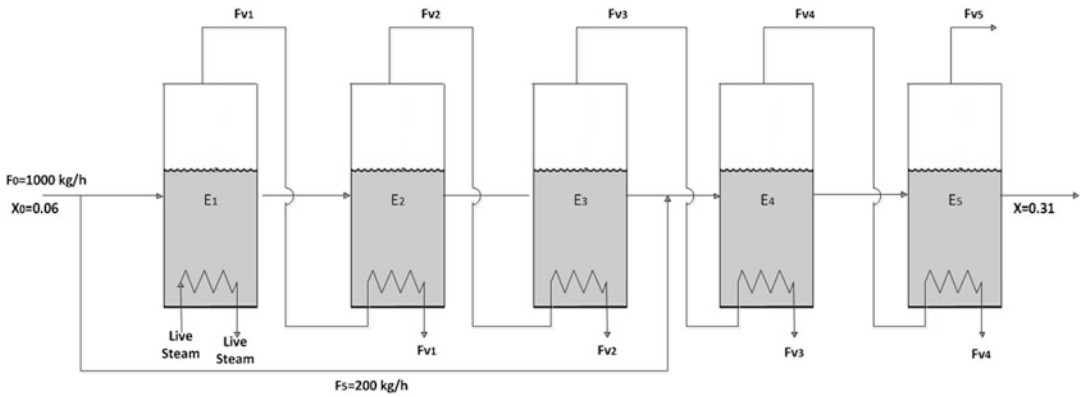 Fv1
Fv2
Fv3
Fv4
Fv5
F0=1000 kg/h
X0=0.06
E1
E2
E3
E4
E5
X=0.31
Live
Steam
Live
Steam
Fv1
Fv2
Fv3
Fv4
F5=200 kg/h